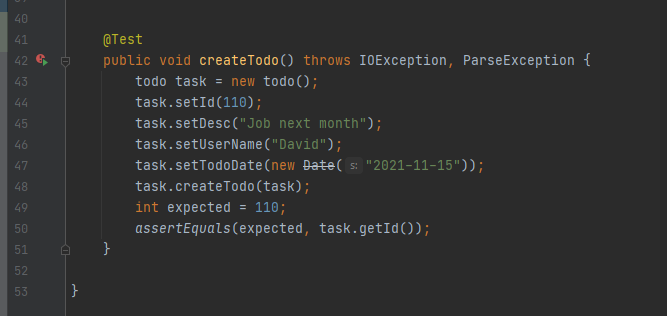 40
41 @Test
42 public void createTodo() throws IOException, ParseException {
43 todo task = new todo();
44 task.setId(110);
45 task.setDesc("Job next month");
46 task.setUserName("David");
47 task.setTodoDate(new Date( s: "2021-11-15"));
48 task.createTodo(task);
49 int expected = 110;
50 assertEquals(expected, task.getId());
51 }
52
53 }